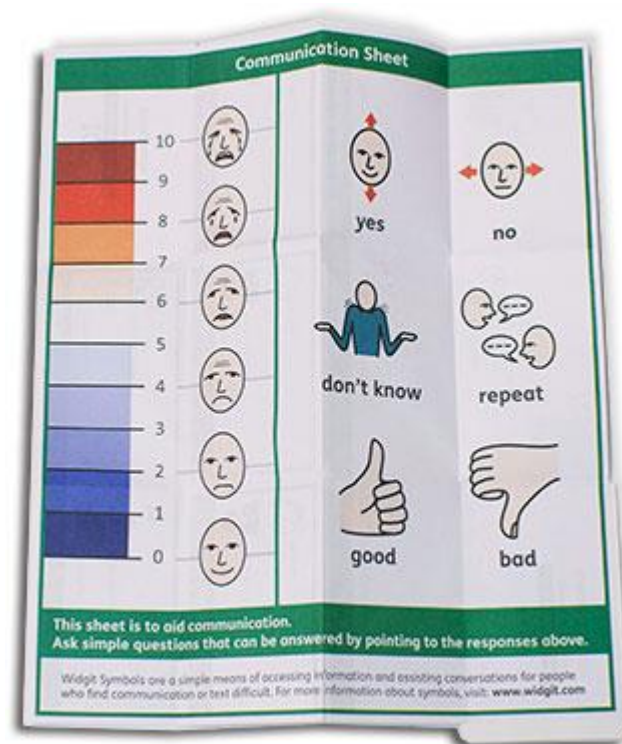 Communication Sheet
10
9
8
7
6
5
4
3
2
1
0
yes
no
don't know
repeat
good
bad
This sheet is to aid communication.
Ask simple questions that can be answered by pointing to the responses above.
Widgit Symbols are a simple means of accessing information and assisting conversations for people
who find communication or text difficult. For more information about symbols, visit: www.widgit.com